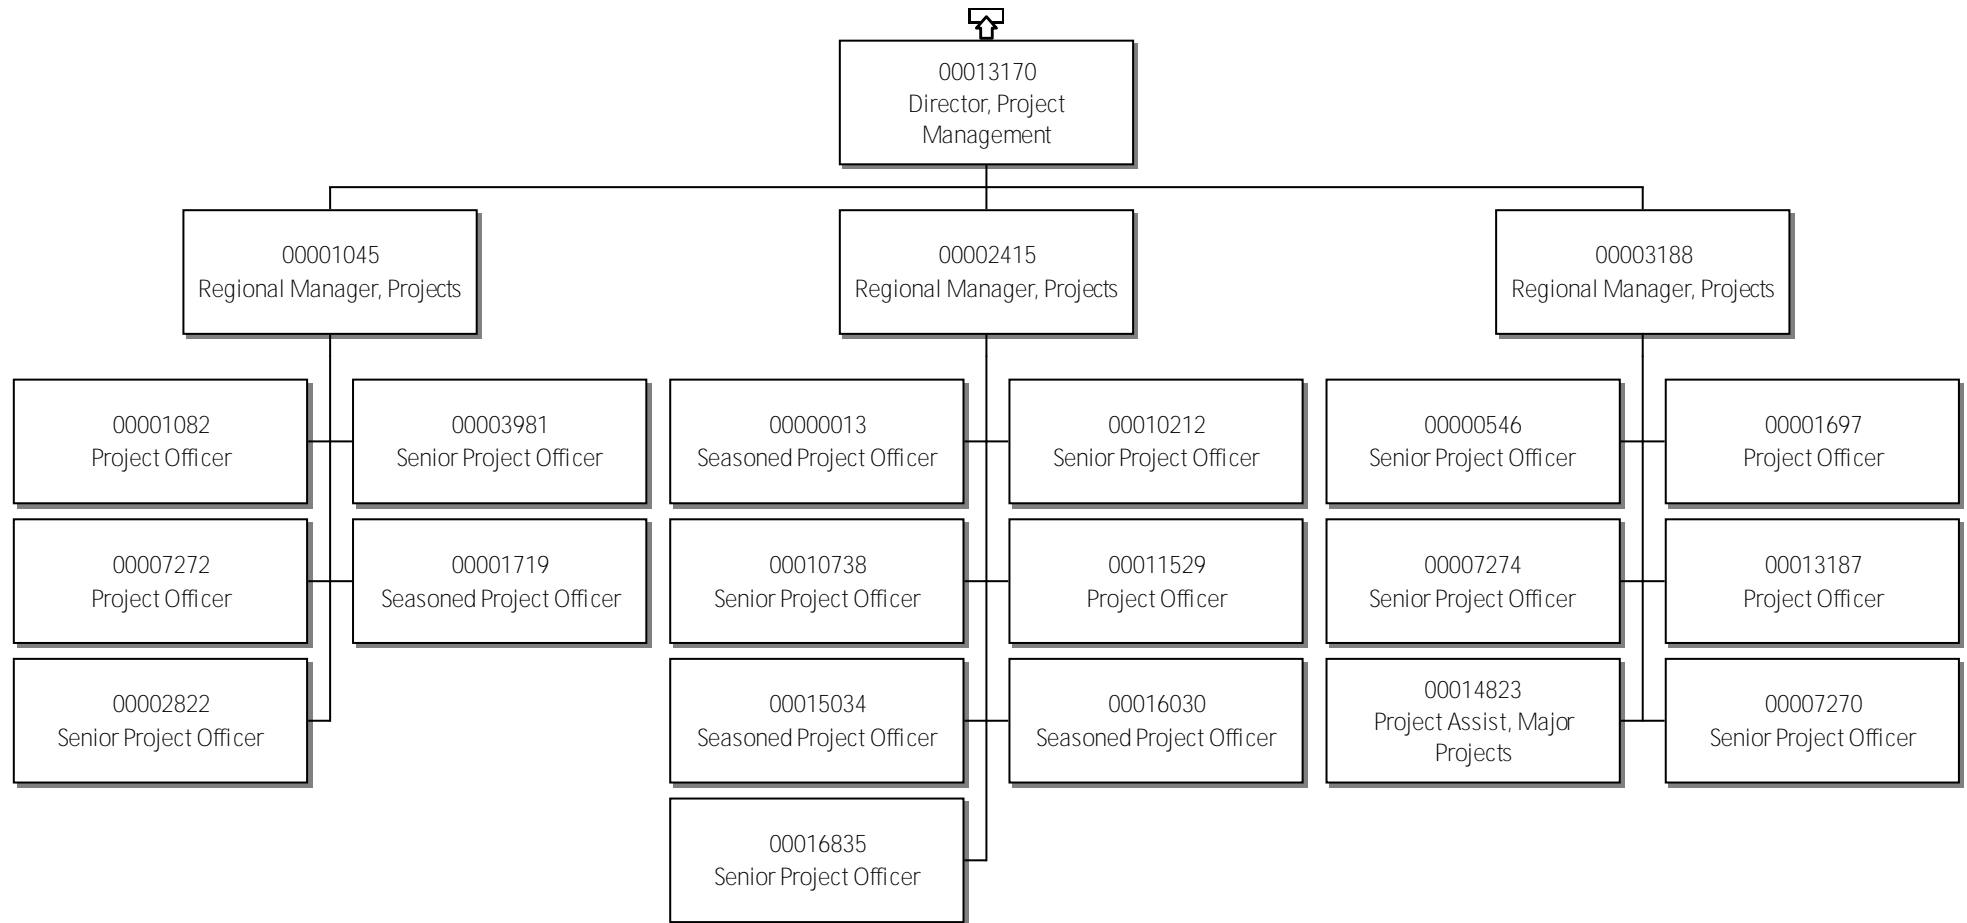 00013170
Director, Project
Management
00001045
Regional Manager, Projects
00002415
Regional Manager, Projects
00003188
Regional Manager, Projects
00001082
Project Officer
00003981
Senior Project Officer
00000013
Seasoned Project Officer
00010212
Senior Project Officer
00000546
Senior Project Officer
00001697
Project Officer
00007272
Project Officer
00001719
Seasoned Project Officer
00010738
Senior Project Officer
00011529
Project Officer
00007274
Senior Project Officer
00013187
Project Officer
00002822
Senior Project Officer
00015034
Seasoned Project Officer
00016030
Seasoned Project Officer
00014823
Project Assist, Major
Projects
00007270
Senior Project Officer
00016835
Senior Project Officer